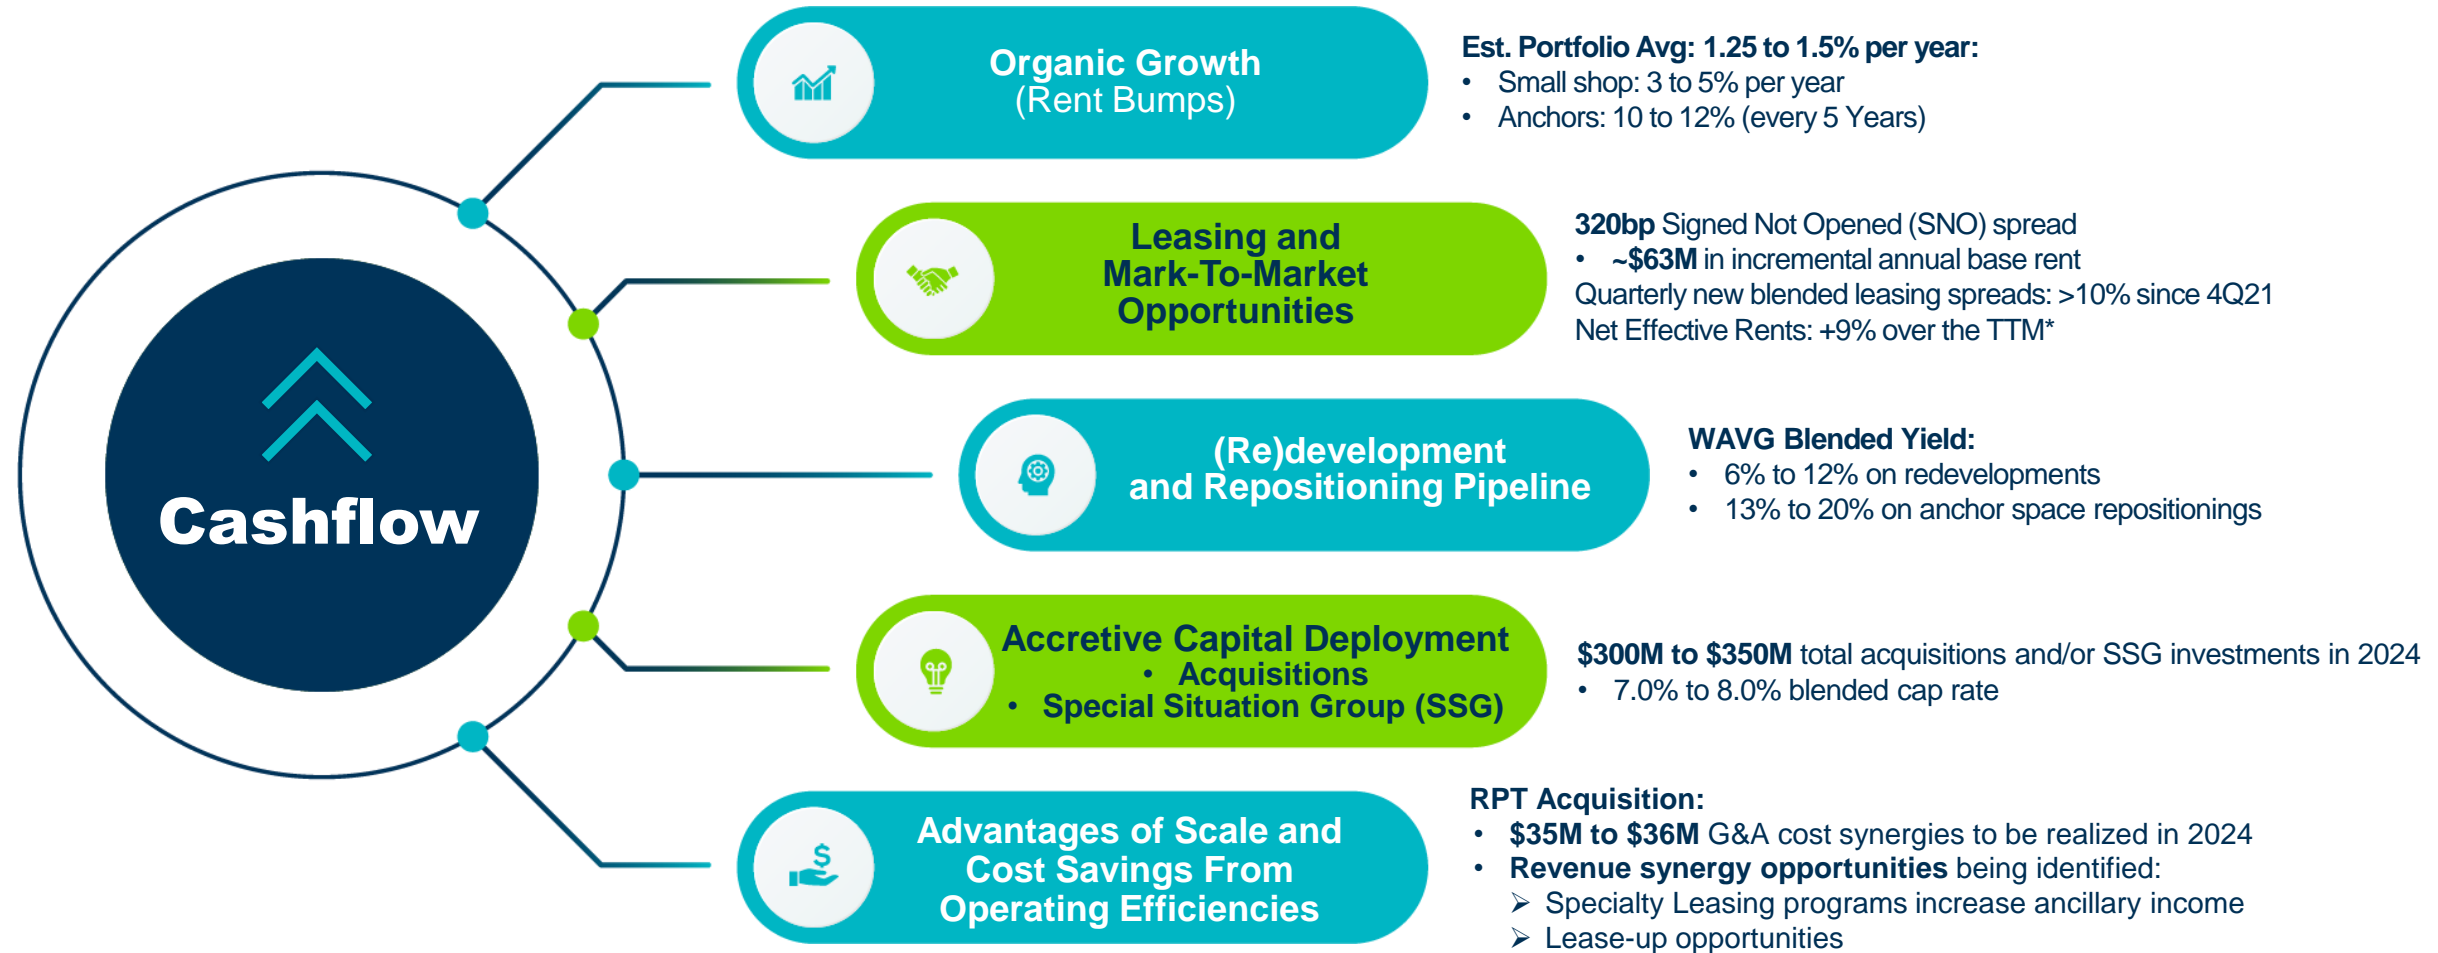 Cashflow
Organic Growth
(Rent Bumps)
Est. Portfolio Avg: 1.25 to 1.5% per year:
• Small shop: 3 to 5% per year
• Anchors: 10 to 12% (every 5 Years)
Leasing and
Mark-To-Market
Opportunities
320bp Signed Not Opened (SNO) spread
• ~$63M in incremental annual base rent
Quarterly new blended leasing spreads: >10% since 4Q21
Net Effective Rents: +9% over the TTM*
(Re)development
and Repositioning Pipeline
WAVG Blended Yield:
• 6% to 12% on redevelopments
• 13% to 20% on anchor space repositionings
Accretive Capital Deployment
• Acquisitions
• Special Situation Group (SSG)
$300M to $350M total acquisitions and/or SSG investments in 2024
• 7.0% to 8.0% blended cap rate
Advantages of Scale and
Cost Savings From
Operating Efficiencies
$
RPT Acquisition:
• $35M to $36M G&A cost synergies to be realized in 2024
• Revenue synergy opportunities being identified:
➢ Specialty Leasing programs increase ancillary income
➢ Lease-up opportunities